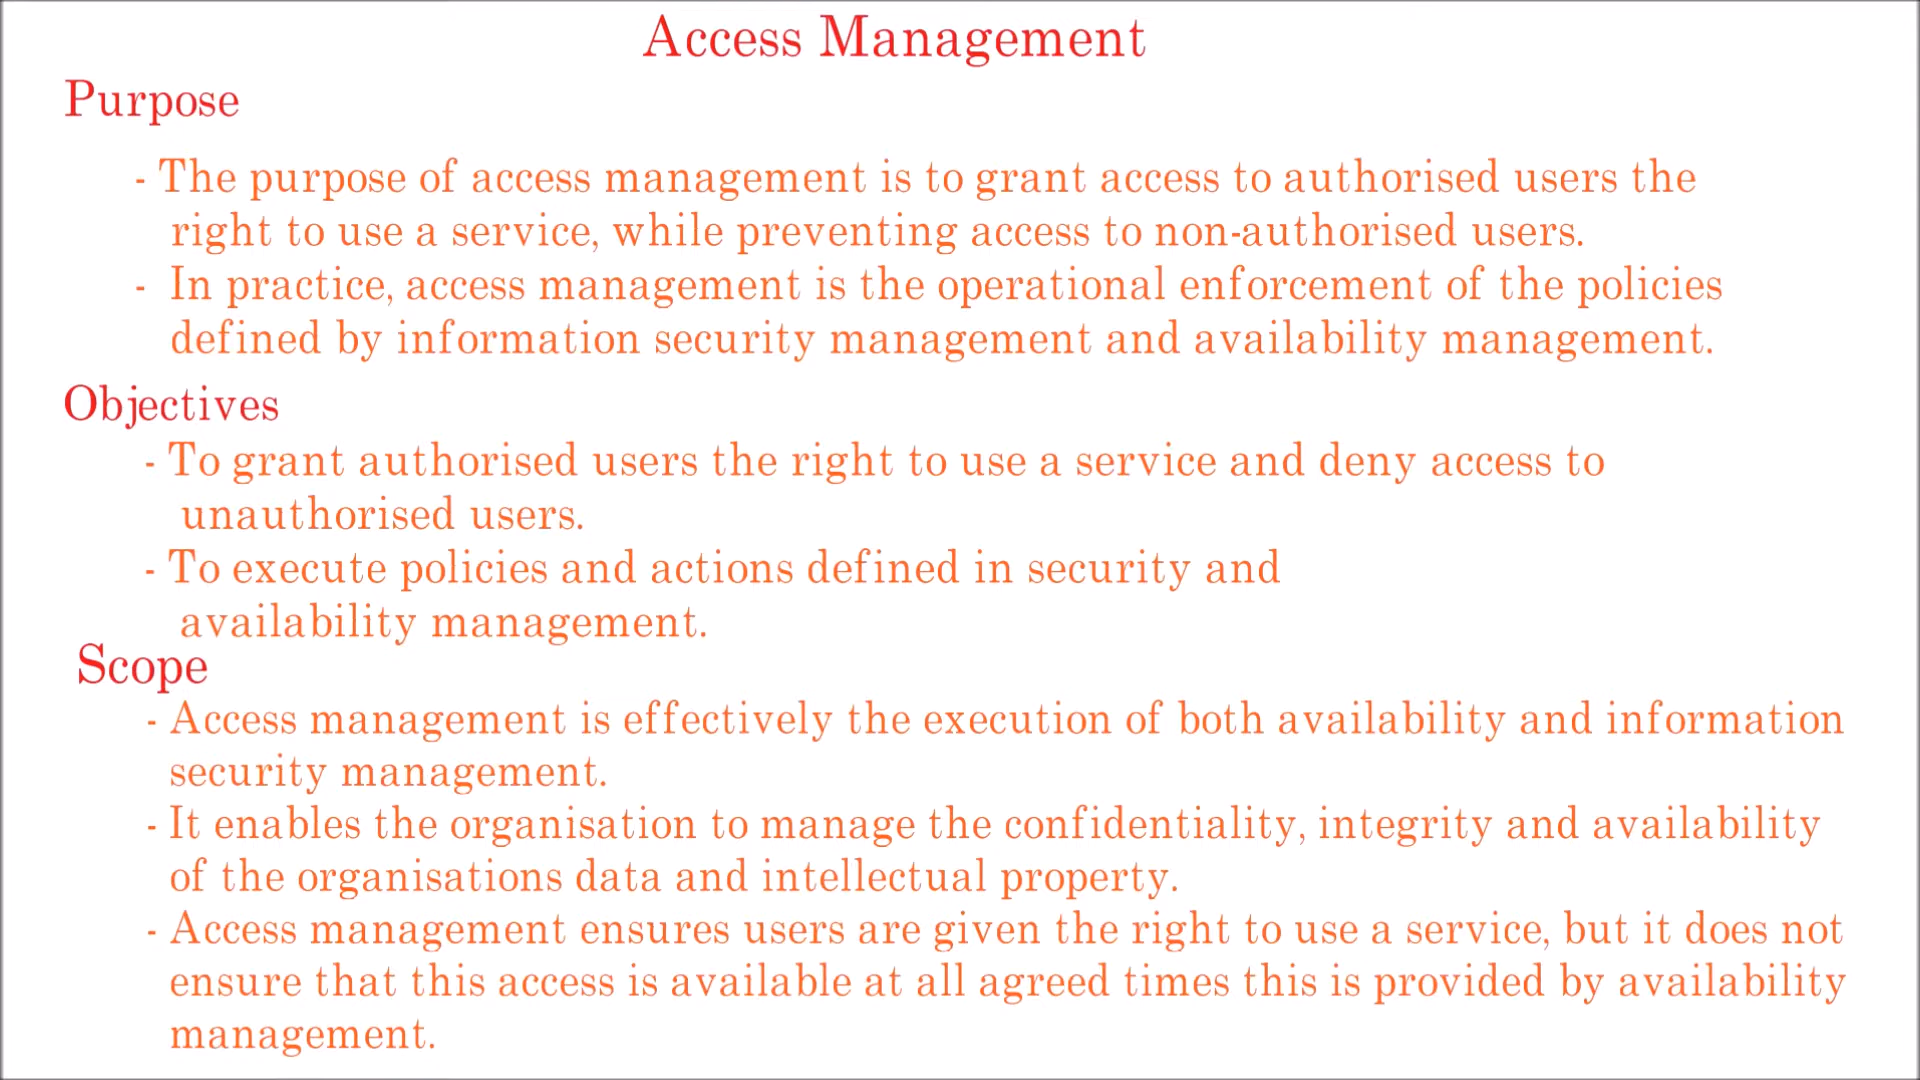 Access Management
Purpose
- The purpose of access management is to grant access to authorised users the
right to use a service, while preventing access to non-authorised users.
- In practice, access management is the operational enforcement of the policies
defined by information security management and availability management.
Objectives
- To grant authorised users the right to use a service and deny access to
unauthorised users.
- To execute policies and actions defined in security and
availability management.
Scope
- Access management is effectively the execution of both availability and information
security management.
- It enables the organisation to manage the confidentiality, integrity and availability
of the organisations data and intellectual property.
- Access management ensures users are given the right to use a service, but it does not
ensure that this access is available at all agreed times this is provided by availability
management.